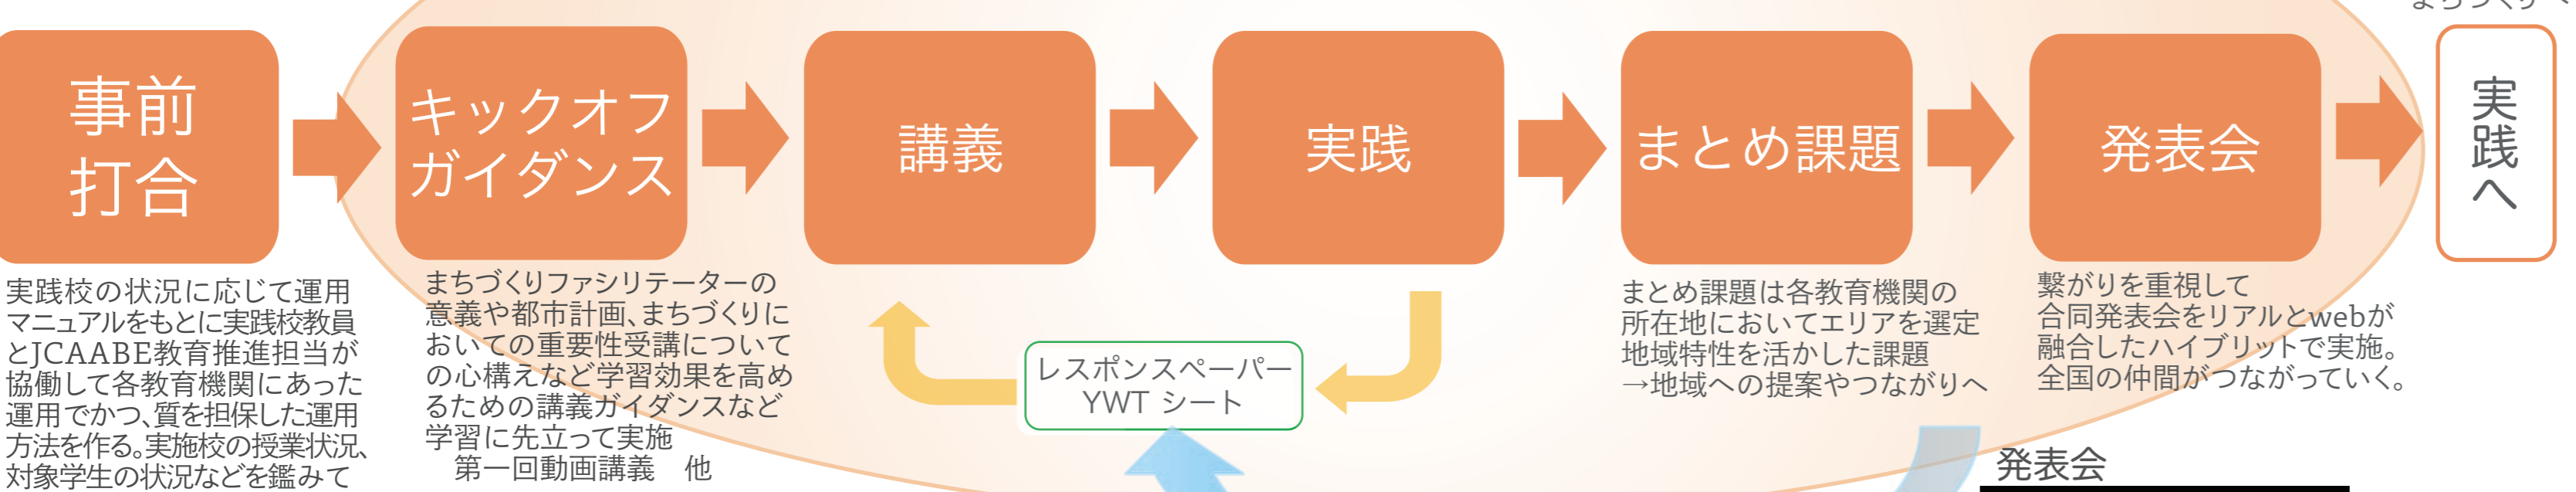 まちづくりへ
事前
打合
キックオフ
ガイダンス
講義
実践
まとめ課題
発表会
実践へ
実践校の状況に応じて運用
マニュアルをもとに実践校教員
とJCAABE教育推進担当が
協働して各教育機関にあった
運用でかつ、質を担保した運用
方法を作る。実施校の授業状況、
対象学生の状況などを鑑みて
まちづくりファシリテーターの
意義や都市計画、まちづくりに
おいての重要性受講について
の心構えなど学習効果を高め
るための講義ガイダンスなど
学習に先立って実施
第一回動画講義　他
レスポンスペーパー
YWT シート
まとめ課題は各教育機関の
所在地においてエリアを選定
地域特性を活かした課題
→地域への提案やつながりへ
繋がりを重視して
合同発表会をリアルとwebが
融合したハイブリットで実施。
全国の仲間がつながっていく。
発表会